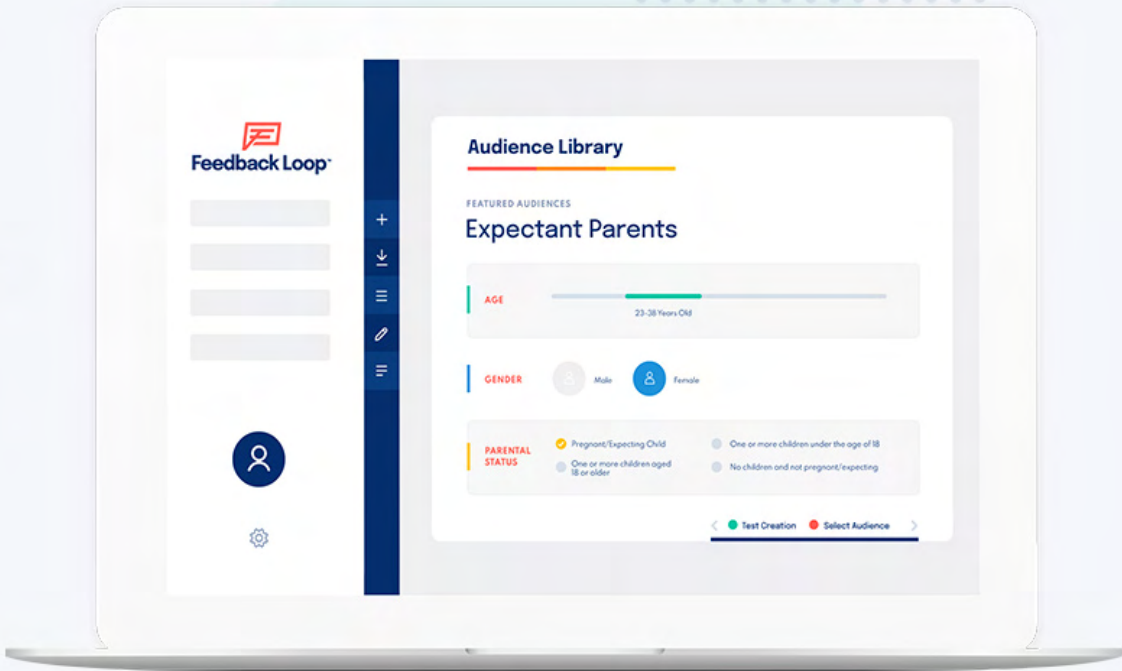 Feedback Loop
Audience Library
FEATURED AUDIENCES
Expectant Parents
AGE
23-38 Years Old
GENDER
Male
Female
PARENTAL
STATUS
Pregnant/Expecting Child
One or more children under the age of 18
One or more children aged
18 or older
No children and not pregnant/expecting
Test Creation
Select Audience